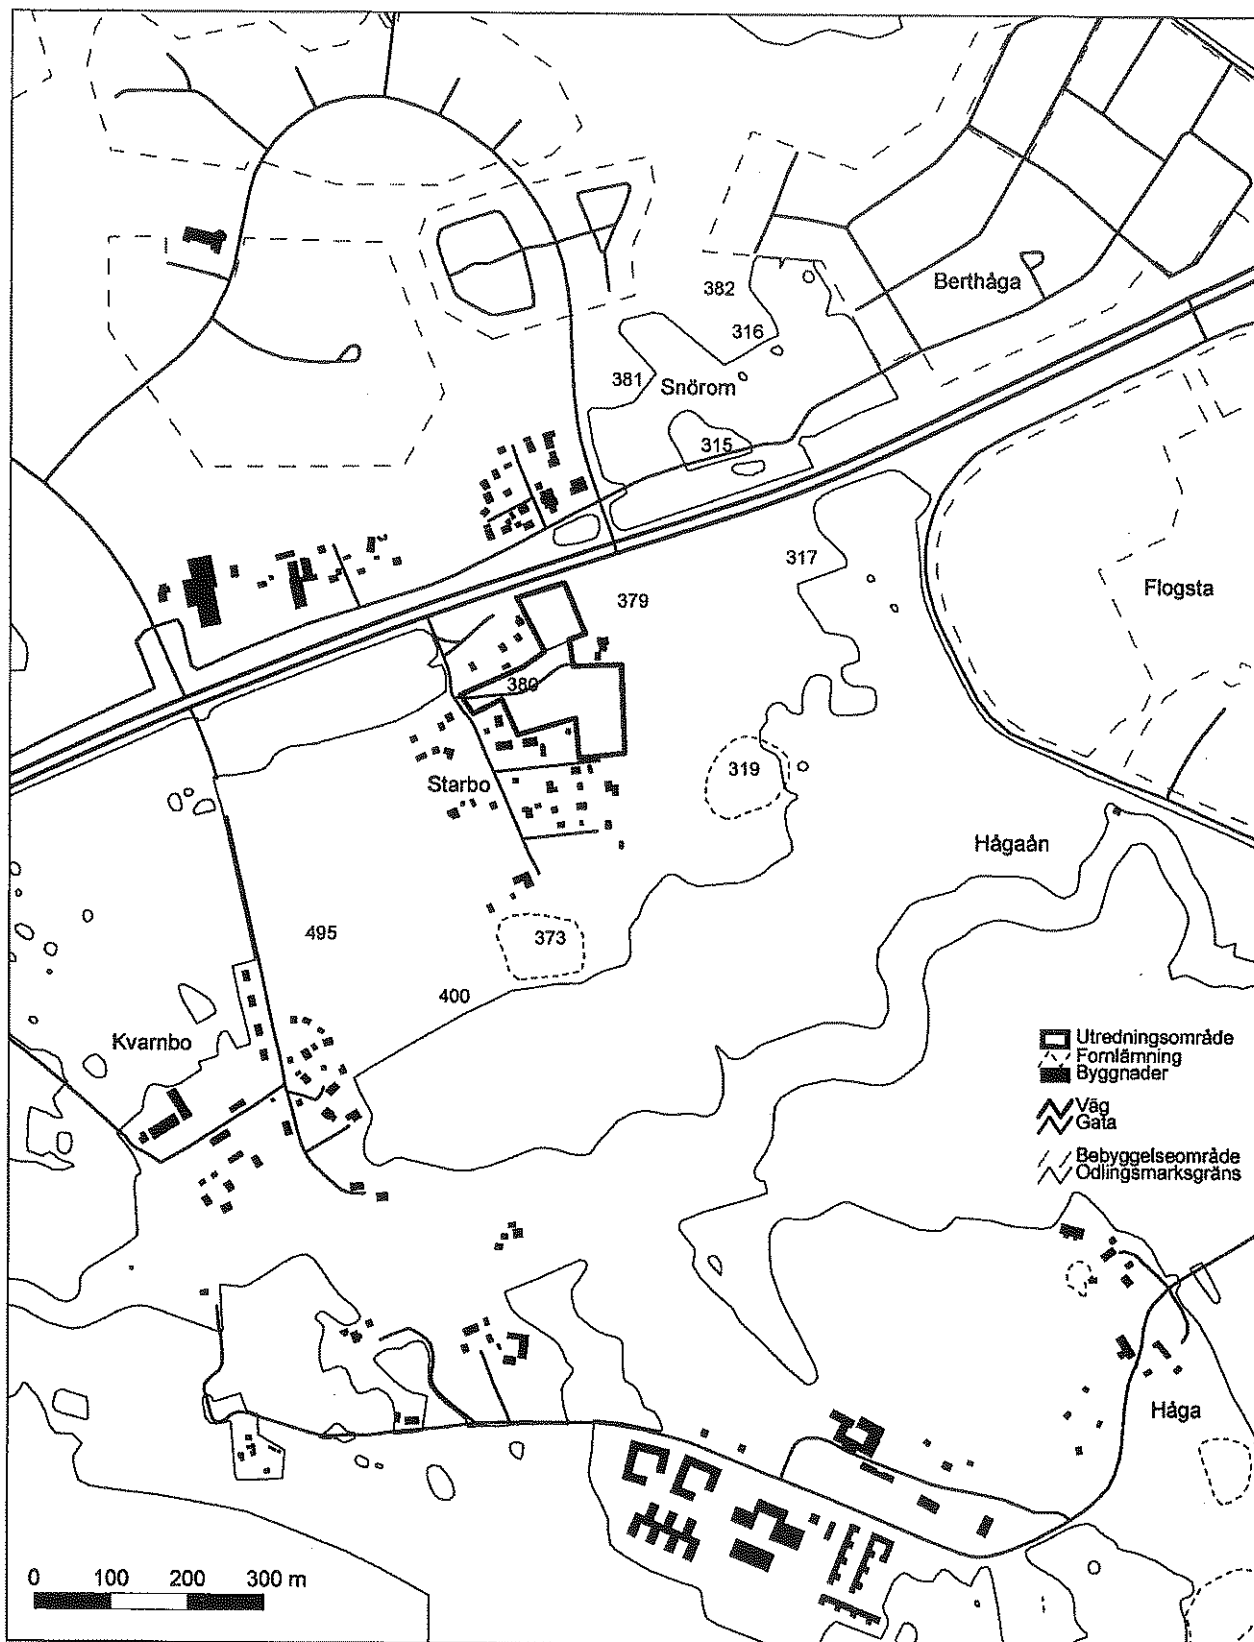 382
Berthåga
316
381
Snörom
315
317
Flogsta
379
380
319
Starbo
Hågaån
495
373
400
Kvarnbo
Utredningsområde
Fornlämning
Byggnader
Väg
Gata
Bebyggelseområde
Odlingsmarksgräns
Håga
0 100 200 300 m